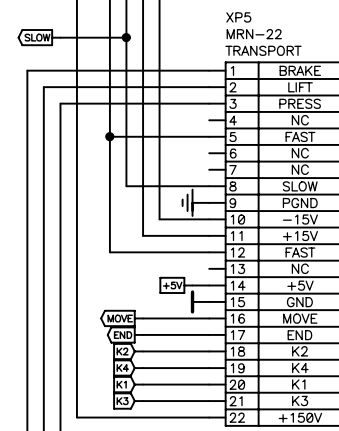 XP5
MRN-22
TRANSPORT
SLOW
1 BRAKE
2 LIFT
3 PRESS
4 NC
5 FAST
6 NC
7 NC
8 SLOW
9 PGND
10 -15V
11 +15V
12 FAST
13 NC
+5V 14 +5V
15 GND
MOVE 16 MOVE
END 17 END
K2 18 K2
K4 19 K4
K1 20 K1
K3 21 K3
22 +150V